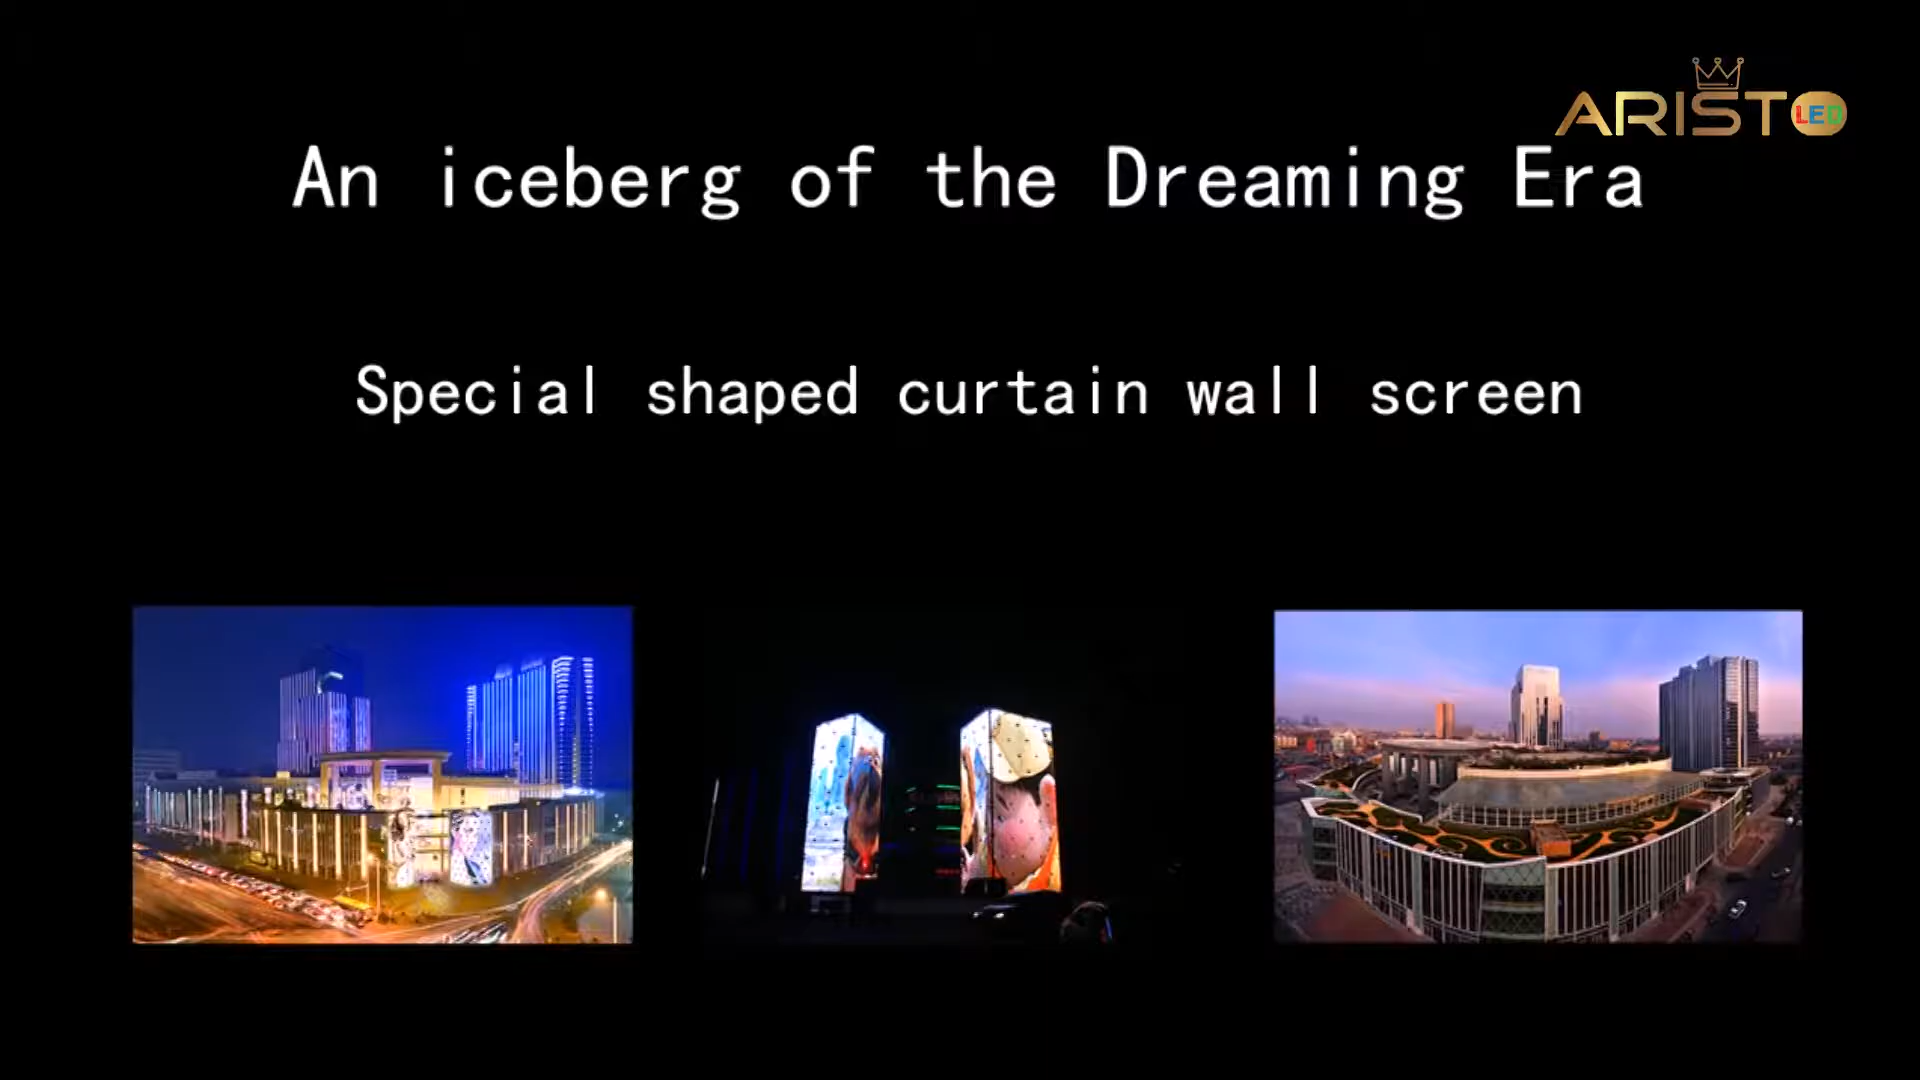 ARISTO LED
An iceberg of the Dreaming Era
Special shaped curtain wall screen